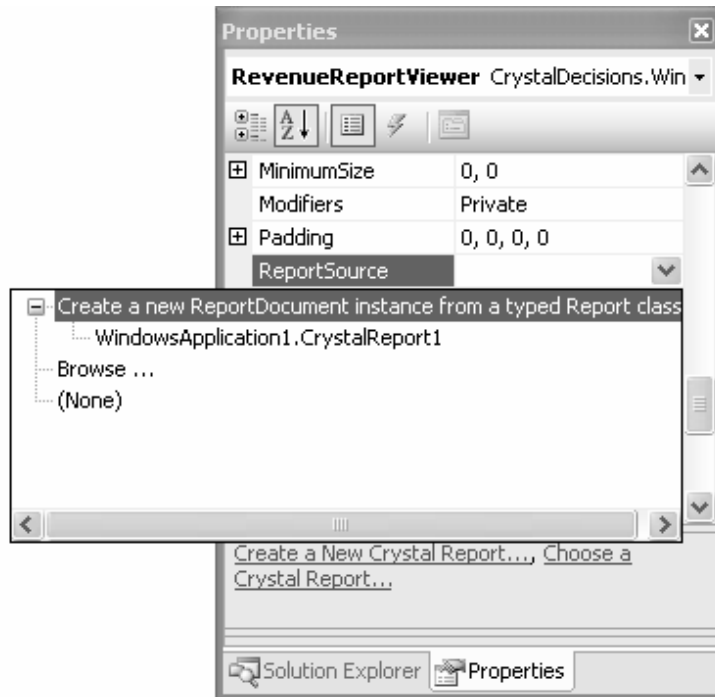 Properties
RevenueReportViewer CrystalDecisions.Win
A
Z
MinimumSize 0, 0
Modifiers Private
Padding 0, 0, 0, 0
ReportSource
Create a new ReportDocument instance from a typed Report class
WindowsApplication1.CrystalReport1
Browse ...
(None)
Create a New Crystal Report..., Choose a
Crystal Report...
Solution Explorer Properties